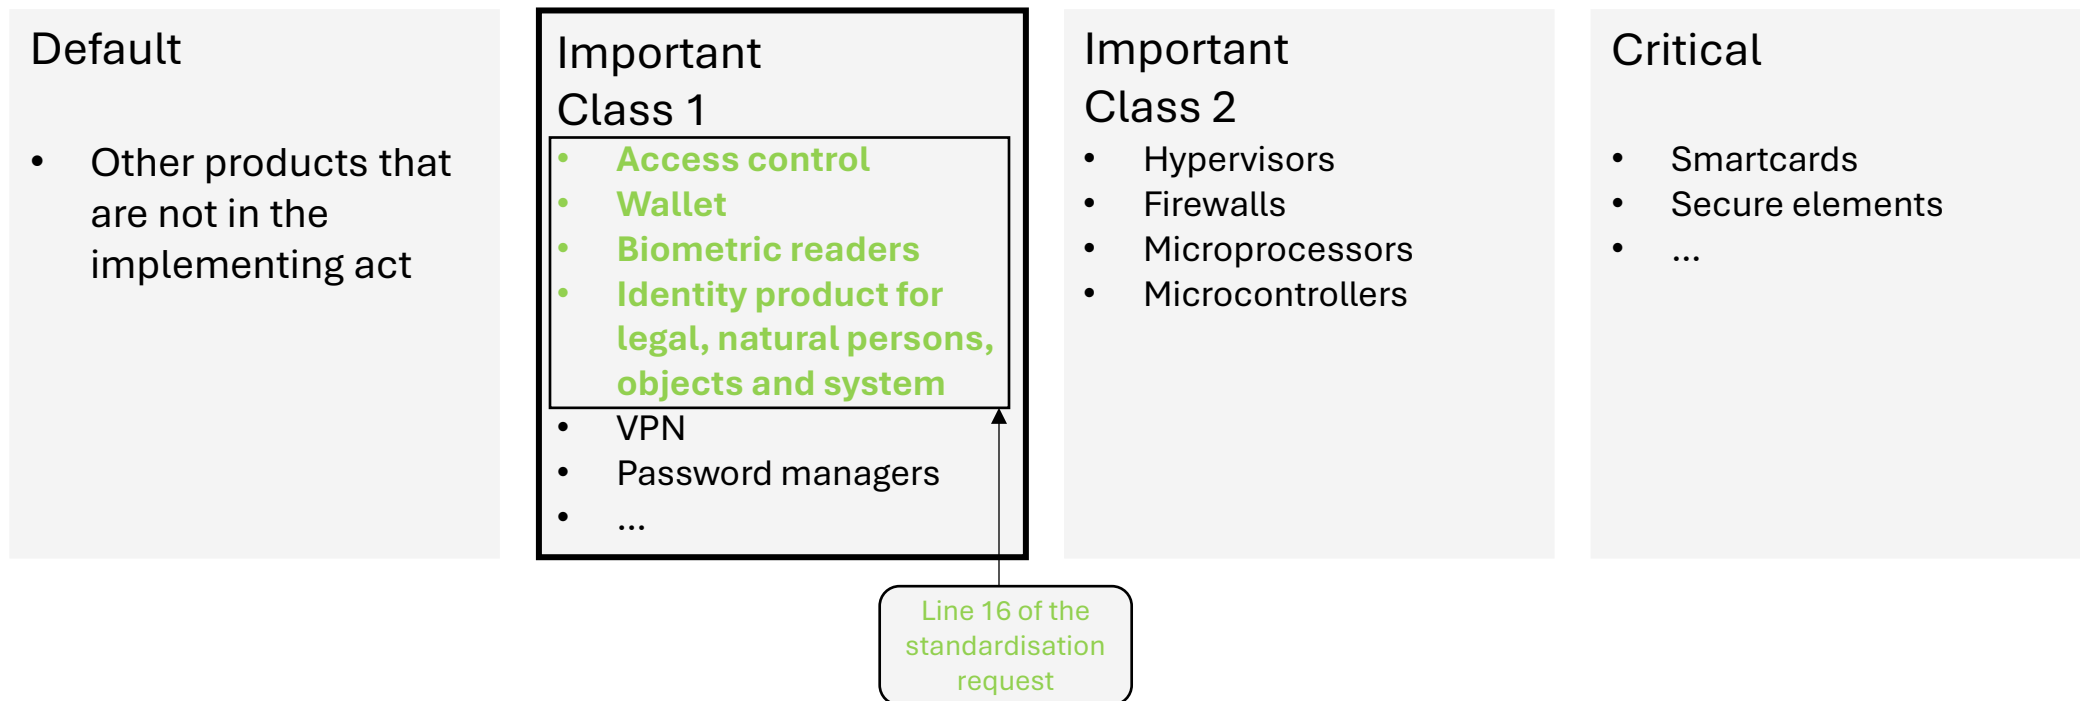 Default
• Other products that
are not in the
implementing act
Important
Class 1
• Access control
• Wallet
• Biometric readers
• Identity product for
legal, natural persons,
objects and system
• VPN
• Password managers
• ...
Important
Class 2
• Hypervisors
• Firewalls
• Microprocessors
• Microcontrollers
Critical
• Smartcards
• Secure elements
• ...
Line 16 of the
standardisation
request